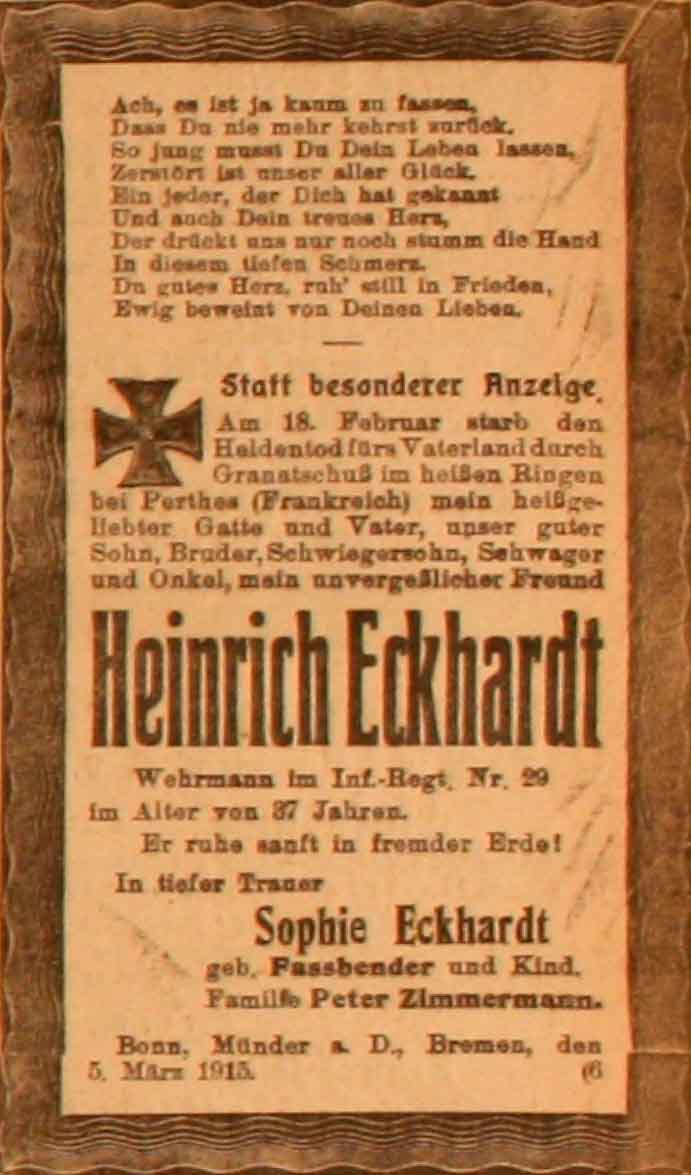 Ach, es ist ja kaum zu fassen,
Dass Du nie mehr kehrst zurück.
So jung musst Du Dein Leben lassen,
Zerstört ist unser aller Glück.
Ein jeder, der Dich hat gekannt
Und auch Dein treues Herz,
Der drückt uns nur noch stumm die Hand
In diesem tiefen Schmerz.
Du gutes Herz, ruh' still in Frieden,
Ewig beweint von Deinen Lieben.
Statt besonderer Anzeige.
Am 18. Februar starb den
Heldentod fürs Vaterland durch
Granatschuß im heißen Ringen
bei Perthes (Frankreich) mein heißge-
liebter Gatte und Vater, unser guter
Sohn, Bruder, Schwiegersohn, Schwager
und Onkel, mein unvergeßlicher Freund
Heinrich Eckhardt
Wehrmann im Inf.-Regt. Nr. 29
im Alter von 37 Jahren.
Er ruhe sanft in fremder Erde!
In tiefer Trauer
Sophie Eckhardt
geb. Fassbender und Kind.
Familie Peter Zimmermann.
Bonn, Münder a. D., Bremen, den
5. März 1915. (6